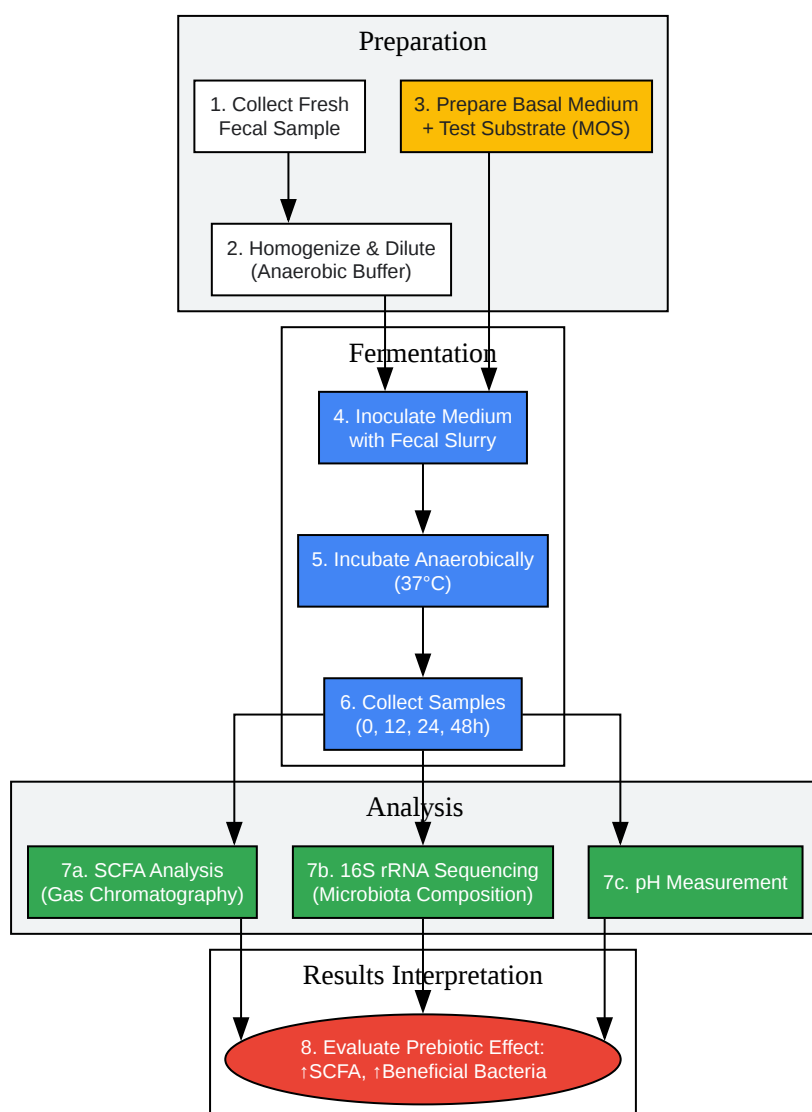 Preparation
1. Collect Fresh
Fecal Sample
3. Prepare Basal Medium
+ Test Substrate (MOS)
2. Homogenize & Dilute
(Anaerobic Buffer)
Fermentation
4. Inoculate Medium
with Fecal Slurry
5. Incubate Anaerobically
(37°C)
6. Collect Samples
(0, 12, 24, 48h)
Analysis
7a. SCFA Analysis
(Gas Chromatography)
7b. 16S rRNA Sequencing
(Microbiota Composition)
7c. pH Measurement
Results Interpretation
8. Evaluate Prebiotic Effect:
↑SCFA, ↑Beneficial Bacteria